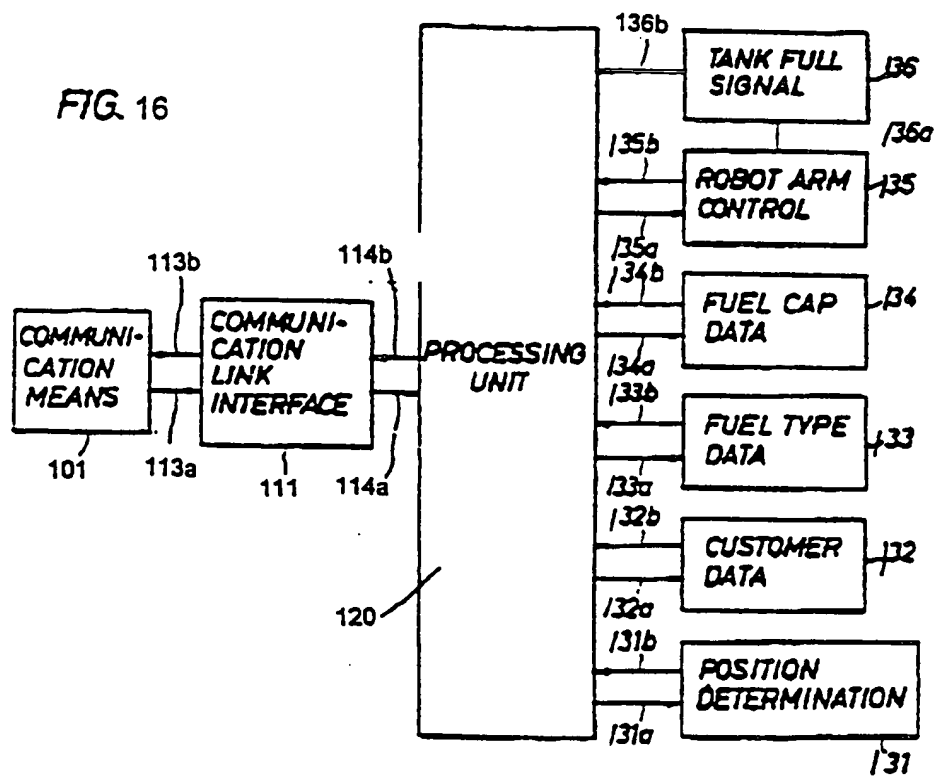 FIG. 16
136b
TANK FULL
SIGNAL
136
136a
135b
ROBOT ARM
CONTROL
135
135a
134b
FUEL CAP
DATA
134
134a
133b
FUEL TYPE
DATA
133
133a
132b
CUSTOMER
DATA
132
132a
131b
POSITION
DETERMINATION
131a
131
113b
114b
COMMUNI-
CATION
MEANS
COMMUNI-
CATION
LINK
INTERFACE
PROCESSING
UNIT
101
113a
111
114a
120